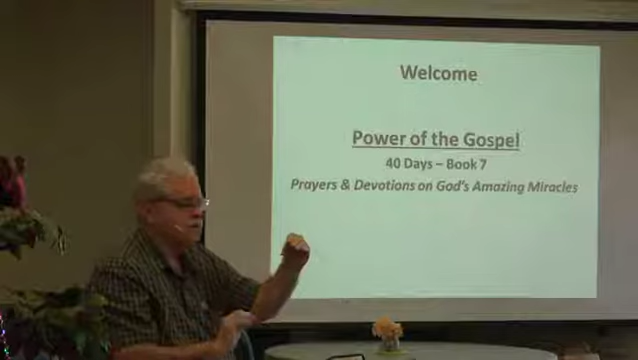 Welcome
Power of the Gospel
40 Days – Book 7
Prayers & Devotions on God's Amazing Miracles